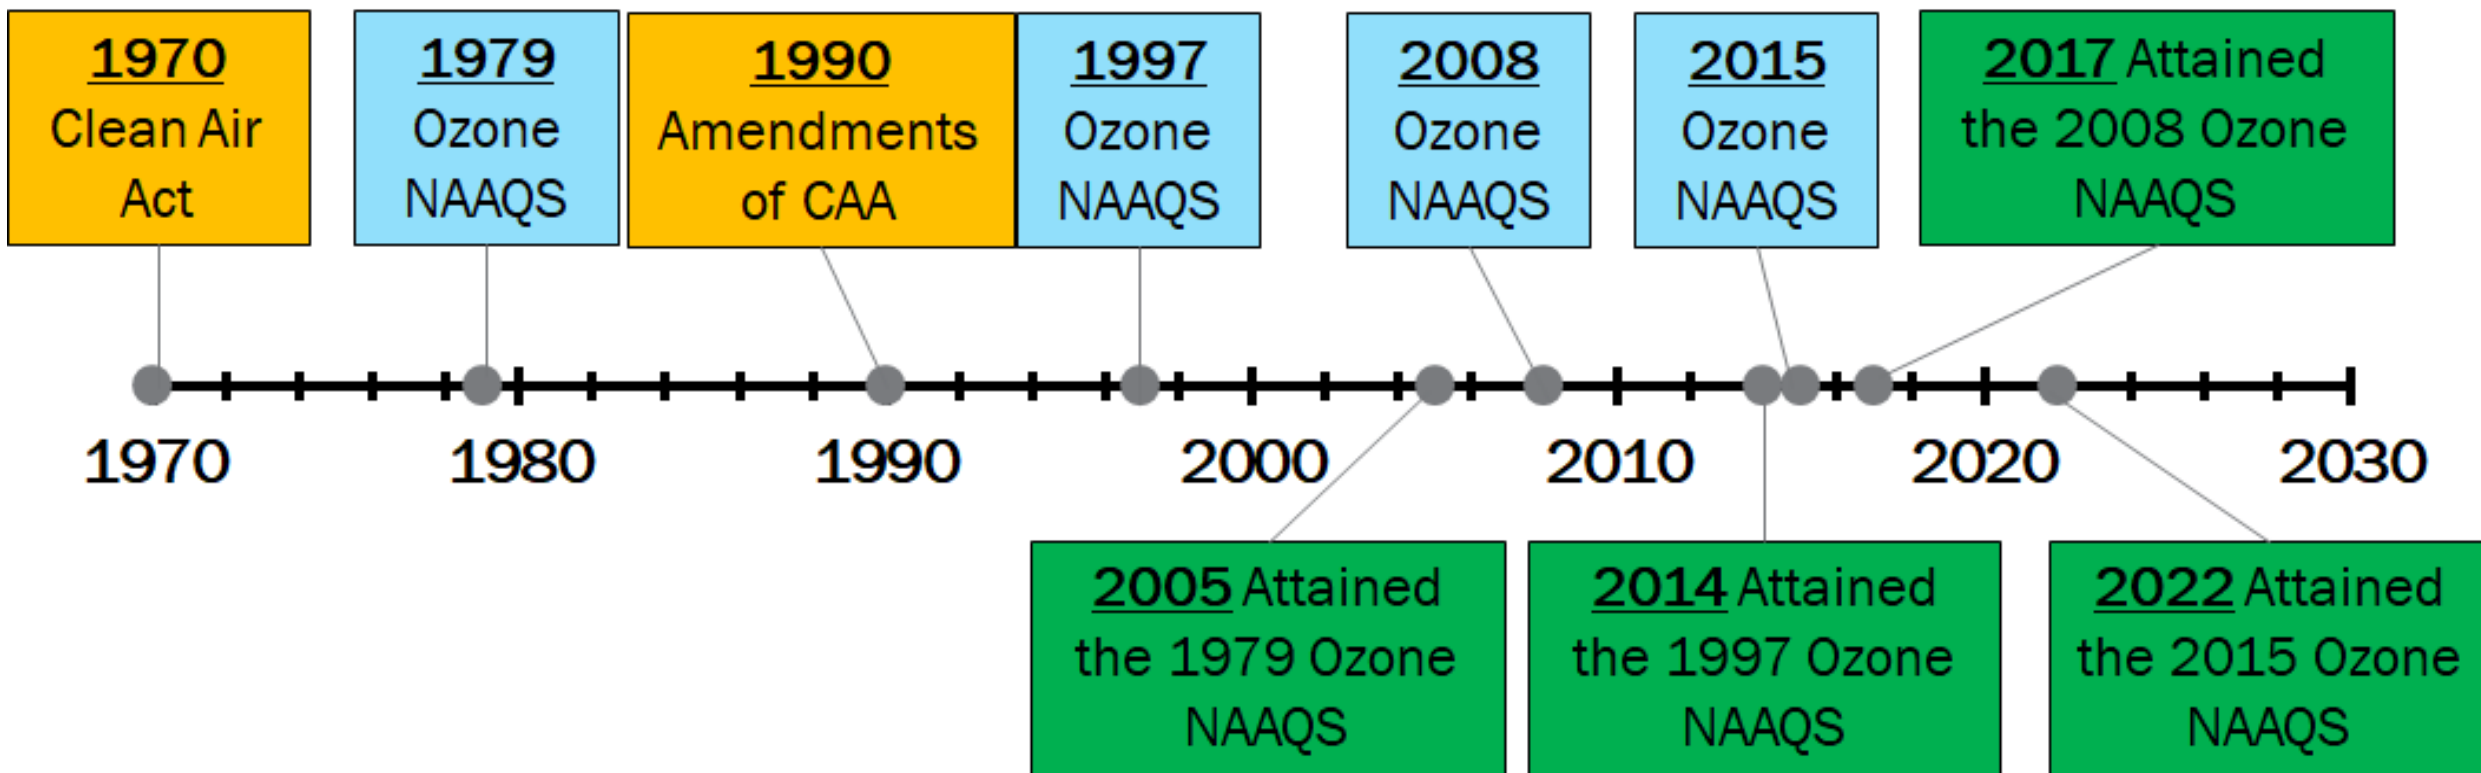 1970
Clean Air
Act
1979
Ozone
NAAQS
1990
Amendments
of CAA
1997
Ozone
NAAQS
2008
Ozone
NAAQS
2015
Ozone
NAAQS
2017 Attained
the 2008 Ozone
NAAQS
1970 1980 1990 2000 2010 2020 2030
2005 Attained
the 1979 Ozone
NAAQS
2014 Attained
the 1997 Ozone
NAAQS
2022 Attained
the 2015 Ozone
NAAQS